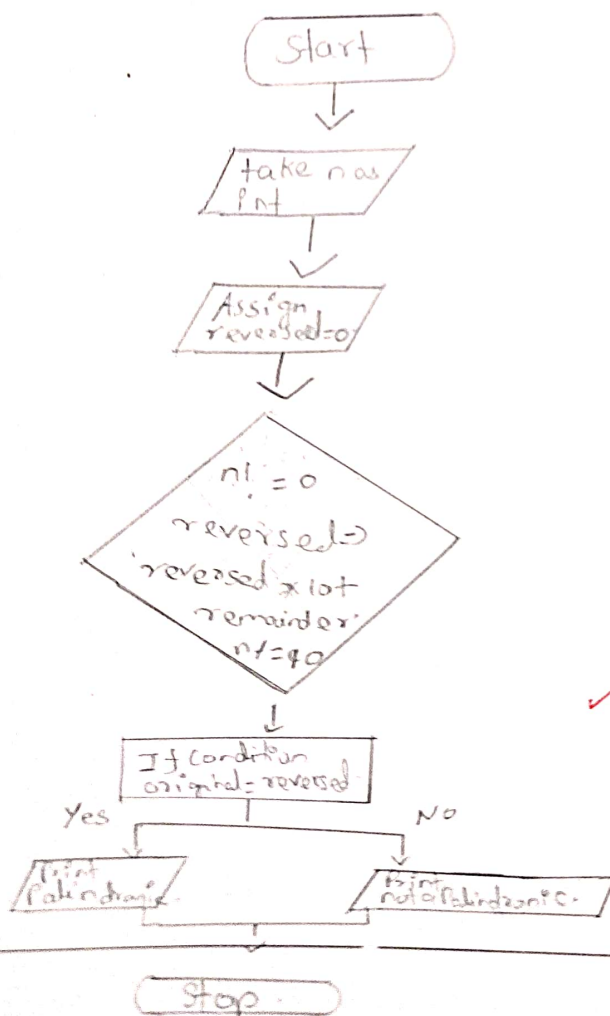 Start
take n as
int
Assign
reversed=0
n! = 0
reversed=
reversed x 10+
remainder.
n/=10
If condition
original=reversed
Yes
NO
Print
Palindromic.
Print
not a Palindromic.
Stop